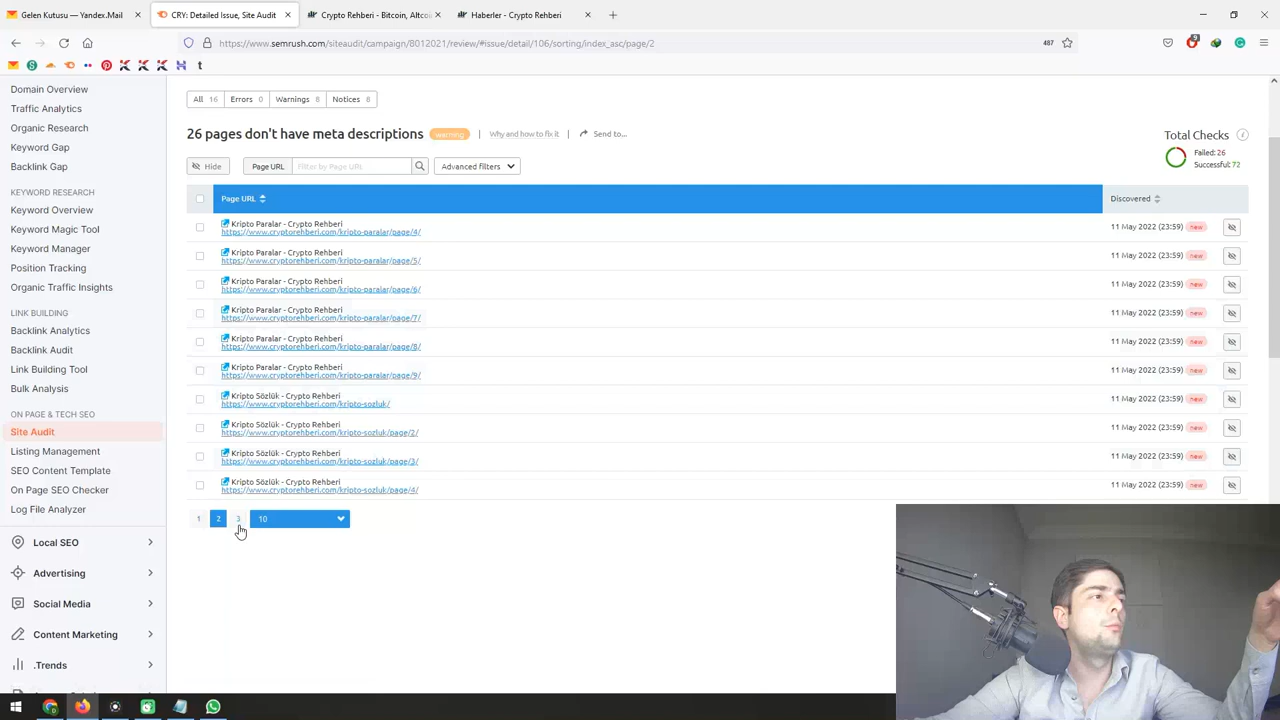 Gelen Kutusu — Yandex.Mail
CRY: Detailed Issue, Site Audit
Crypto Rehberi - Bitcoin, Altcoi
Haberler - Crypto Rehberi
https://www.semrush.com/siteaudit/campaign/8012021/review/#issue/detail/106/sorting/index_asc/page/2
487
Domain Overview
Traffic Analytics
Organic Research
Keyword Gap
Backlink Gap
KEYWORD RESEARCH
Keyword Overview
Keyword Magic Tool
Keyword Manager
Position Tracking
Organic Traffic Insights
LINK BUILDING
Backlink Analytics
Backlink Audit
Link Building Tool
Bulk Analysis
ON PAGE & TECH SEO
Site Audit
Listing Management
SEO Content Template
On Page SEO Checker
Log File Analyzer
Local SEO
Advertising
Social Media
Content Marketing
.Trends
All 16 Errors 0 Warnings 8 Notices 8
26 pages don't have meta descriptions warning Why and how to fix it Send to...
Total Checks
Failed: 26
Successful: 72
Hide Page URL Filter by Page URL Advanced filters
Page URL Discovered
Kripto Paralar - Crypto Rehberi
https://www.cryptorehberi.com/kripto-paralar/page/4/ 11 May 2022 (23:59) new
Kripto Paralar - Crypto Rehberi
https://www.cryptorehberi.com/kripto-paralar/page/5/ 11 May 2022 (23:59) new
Kripto Paralar - Crypto Rehberi
https://www.cryptorehberi.com/kripto-paralar/page/6/ 11 May 2022 (23:59) new
Kripto Paralar - Crypto Rehberi
https://www.cryptorehberi.com/kripto-paralar/page/7/ 11 May 2022 (23:59) new
Kripto Paralar - Crypto Rehberi
https://www.cryptorehberi.com/kripto-paralar/page/8/ 11 May 2022 (23:59) new
Kripto Paralar - Crypto Rehberi
https://www.cryptorehberi.com/kripto-paralar/page/9/ 11 May 2022 (23:59) new
Kripto Sözlük - Crypto Rehberi
https://www.cryptorehberi.com/kripto-sozluk/ 11 May 2022 (23:59) new
Kripto Sözlük - Crypto Rehberi
https://www.cryptorehberi.com/kripto-sozluk/page/2/ 11 May 2022 (23:59) new
Kripto Sözlük - Crypto Rehberi
https://www.cryptorehberi.com/kripto-sozluk/page/3/ 11 May 2022 (23:59) new
Kripto Sözlük - Crypto Rehberi
https://www.cryptorehberi.com/kripto-sozluk/page/4/ 11 May 2022 (23:59) new
1 2 3 10